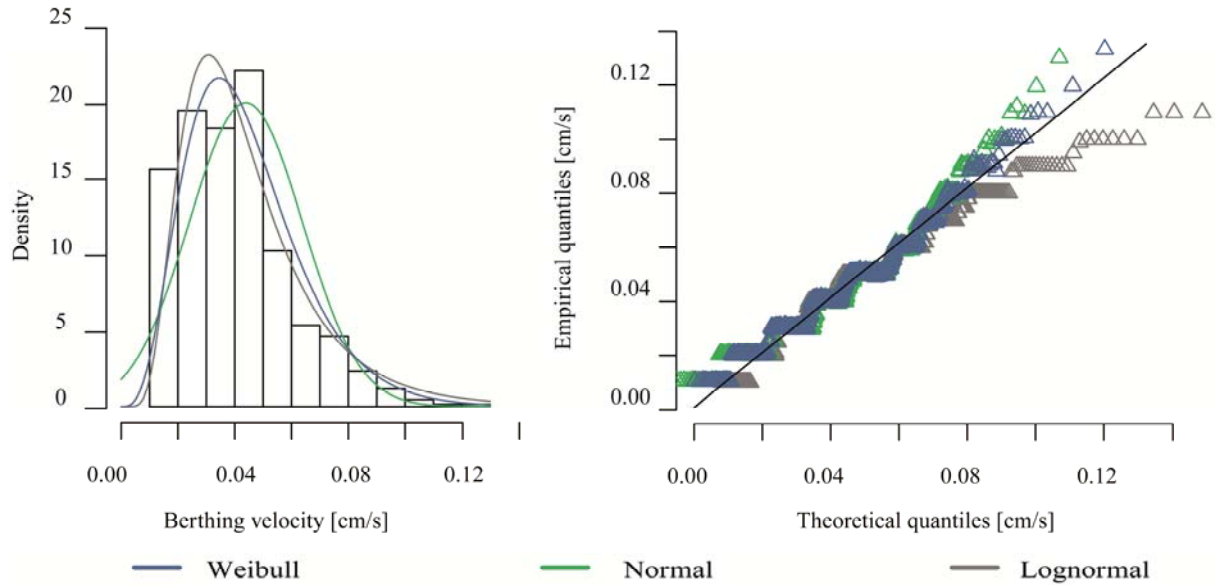 25
20
15
10
5
0
Density
0.00
0.04
0.08
0.12
Berthing velocity [cm/s]
0.12
0.08
0.04
0.00
Empirical quantiles [cm/s]
0.00
0.04
0.08
0.12
Theoretical quantiles [cm/s]
Weibull
Normal
Lognormal